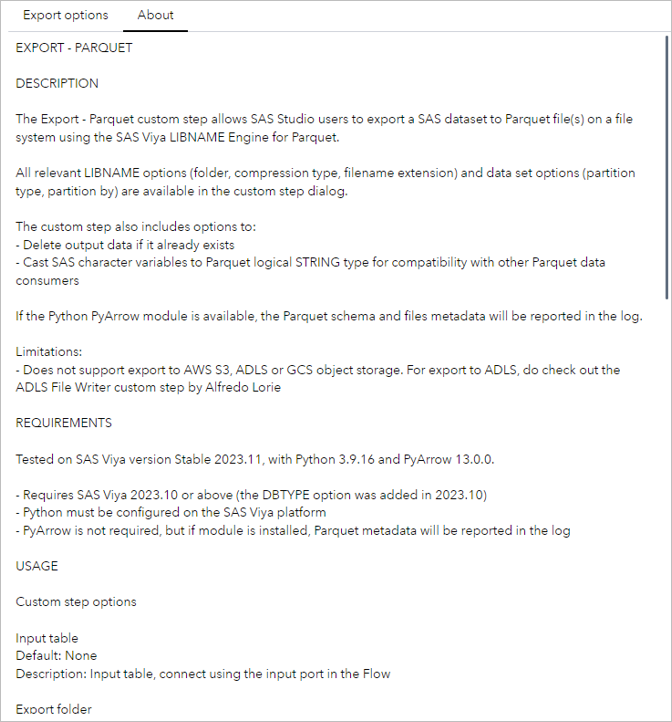 Export options About
EXPORT - PARQUET
DESCRIPTION
The Export - Parquet custom step allows SAS Studio users to export a SAS dataset to Parquet file(s) on a file
system using the SAS Viya LIBNAME Engine for Parquet.
All relevant LIBNAME options (folder, compression type, filename extension) and data set options (partition
type, partition by) are available in the custom step dialog.
The custom step also includes options to:
- Delete output data if it already exists
- Cast SAS character variables to Parquet logical STRING type for compatibility with other Parquet data
consumers
If the Python PyArrow module is available, the Parquet schema and files metadata will be reported in the log.
Limitations:
- Does not support export to AWS S3, ADLS or GCS object storage. For export to ADLS, do check out the
ADLS File Writer custom step by Alfredo Lorie
REQUIREMENTS
Tested on SAS Viya version Stable 2023.11, with Python 3.9.16 and PyArrow 13.0.0.
- Requires SAS Viya 2023.10 or above (the DBTYPE option was added in 2023.10)
- Python must be configured on the SAS Viya platform
- PyArrow is not required, but if module is installed, Parquet metadata will be reported in the log
USAGE
Custom step options
Input table
Default: None
Description: Input table, connect using the input port in the Flow
Export folder